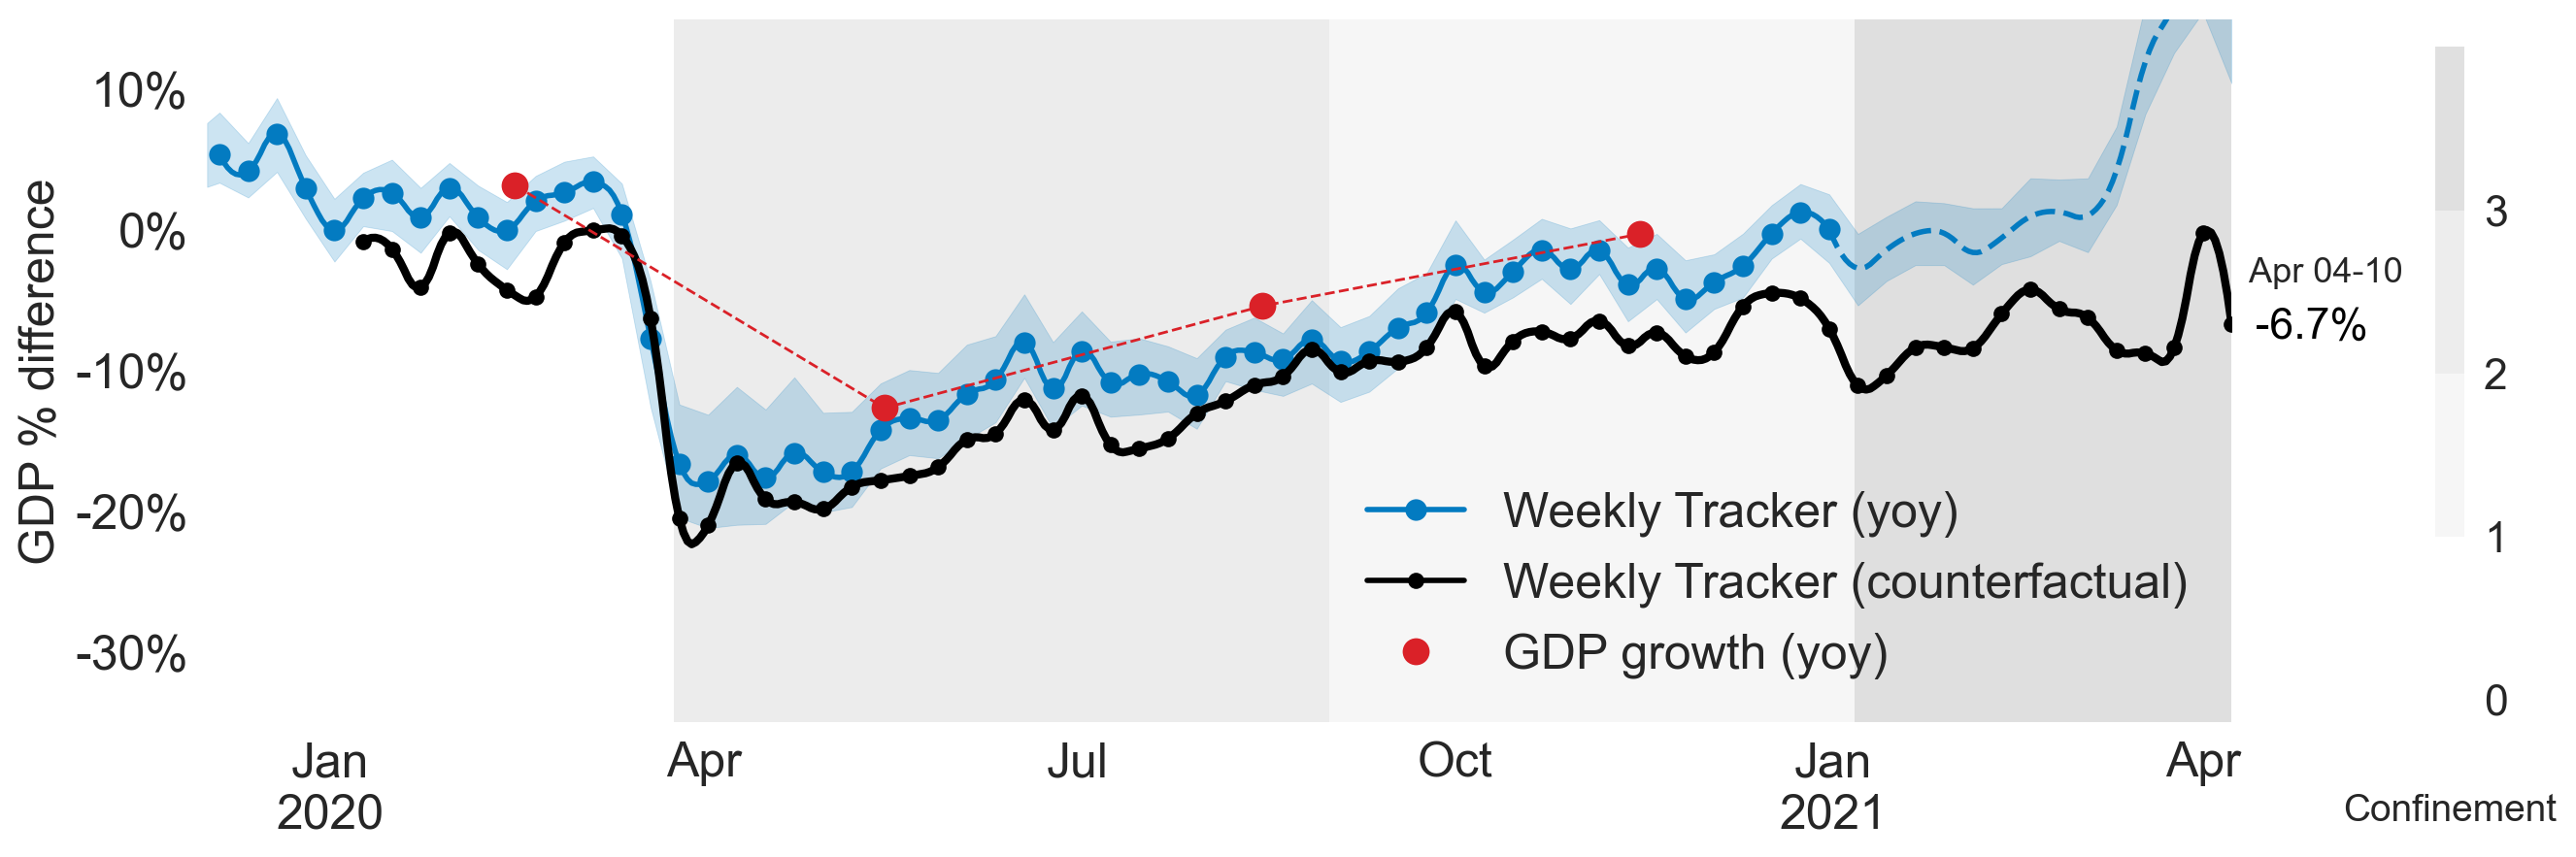 GDP % difference
10%
0%
-10%
-20%
-30%
Jan
2020
Apr
Jul
Oct
Jan
2021
Apr
Weekly Tracker (yoy)
Weekly Tracker (counterfactual)
GDP growth (yoy)
Apr 04-10
-6.7%
3
2
1
0
Confinement